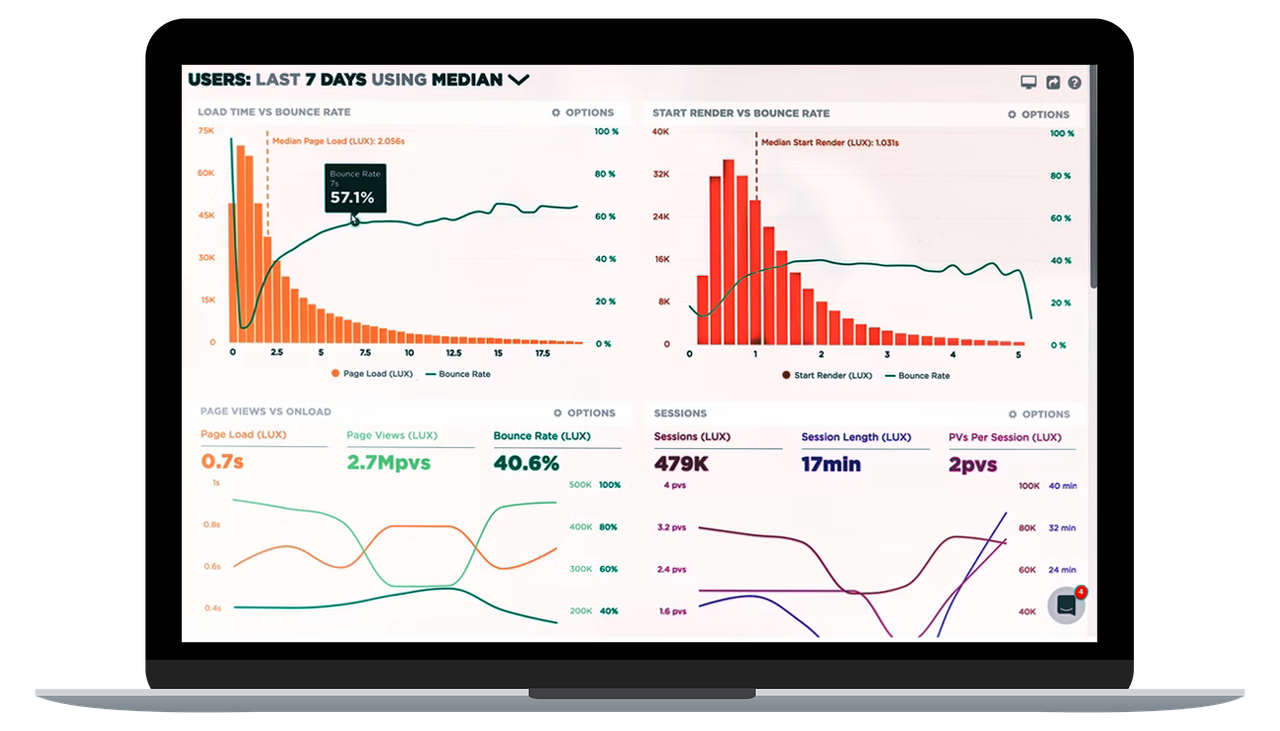 USERS: LAST 7 DAYS USING MEDIAN
LOAD TIME VS BOUNCE RATE
OPTIONS
75K
100 %
Median Page Load (LUX): 2.056s
60K
80 %
Bounce Rate
7s
57.1%
45K
60 %
30K
40 %
15K
20 %
0
0 %
0 2.5 5 7.5 10 12.5 15 17.5
Page Load (LUX) Bounce Rate
START RENDER VS BOUNCE RATE
OPTIONS
40K
100 %
Median Start Render (LUX): 1.031s
32K
80 %
24K
60 %
16K
40 %
8K
20 %
0
0 %
0 1 2 3 4 5
Start Render (LUX) Bounce Rate
PAGE VIEWS VS ONLOAD
OPTIONS
Page Load (LUX) Page Views (LUX) Bounce Rate (LUX)
0.7s 2.7Mpvs 40.6%
1s
500K 100%
0.8s
400K 80%
0.6s
300K 60%
0.4s
200K 40%
SESSIONS
OPTIONS
Sessions (LUX) Session Length (LUX) PVs Per Session (LUX)
479K 17min 2pvs
4 pvs
100K 40 min
3.2 pvs
80K 32 min
2.4 pvs
60K 24 min
1.6 pvs
40K
4